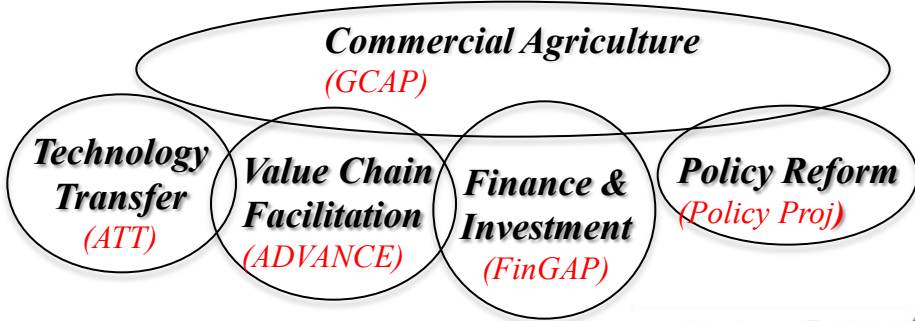 Commercial Agriculture
(GCAP)
Technology
Transfer
(ATT)
Value Chain
Facilitation
(ADVANCE)
Finance &
Investment
(FinGAP)
Policy Reform
(Policy Proj)